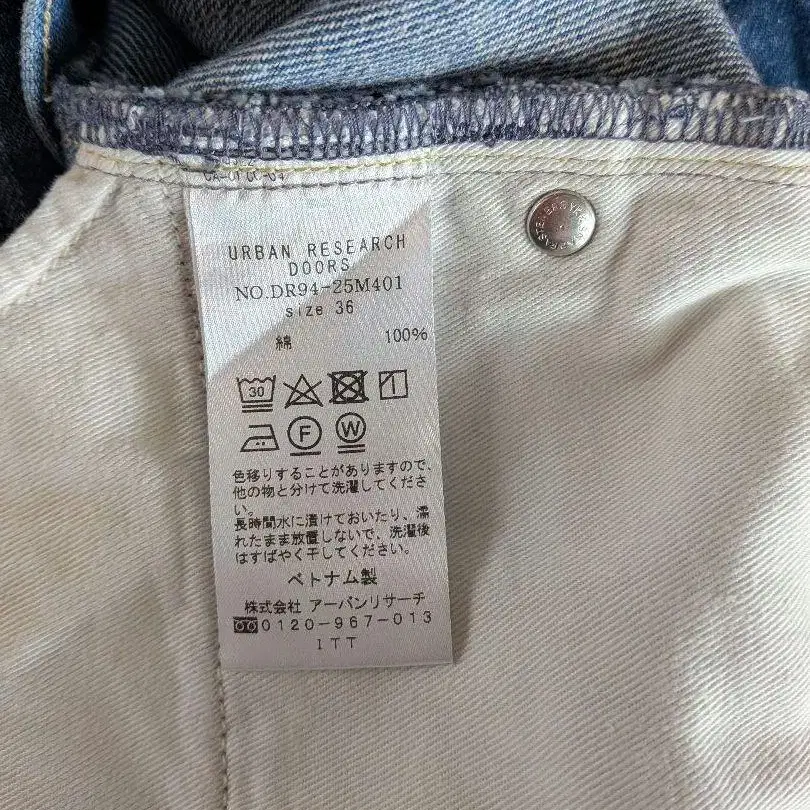 URBAN RESEARCH
DOORS
NO.DR94-25M401
size 36
綿 100%
30
F W
色移りすることがありますので、
他の物と分けて洗濯してくださ
い。
長時間水に漬けておいたり、濡
れたまま放置しないで、洗濯後
はすばやく干してください。
ベトナム製
株式会社 アーバンリサーチ
0120-967-013
ITT